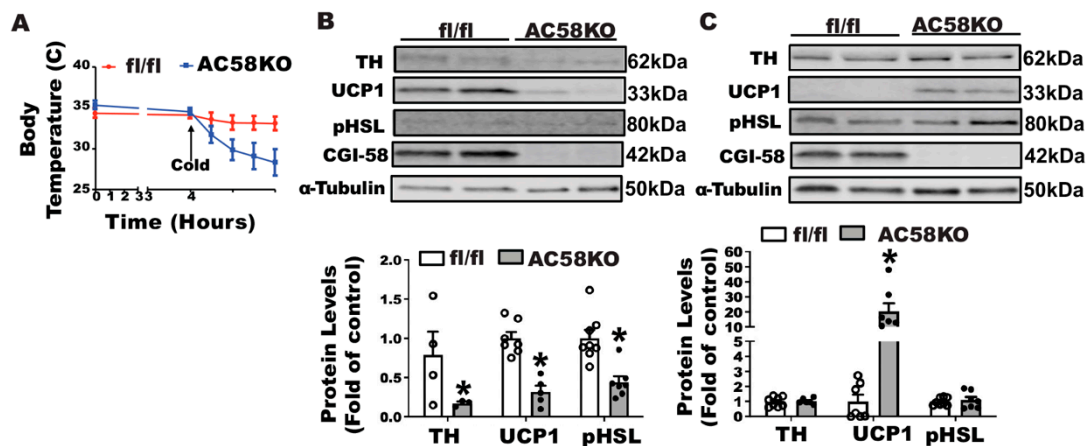 A
fl/fl AC58KO
Body
Temperature (C)
40
35
30
25
Cold
0 1 2 33 4
Time (Hours)
B
fl/fl AC58KO
TH 62kDa
UCP1 33kDa
pHSL 80kDa
CGI-58 42kDa
α-Tubulin 50kDa
fl/fl AC58KO
Protein Levels
(Fold of control)
2.0
1.5
1.0
0.5
0.0
* * *
TH UCP1 pHSL
C
fl/fl AC58KO
TH 62kDa
UCP1 33kDa
pHSL 80kDa
CGI-58 42kDa
α-Tubulin 50kDa
fl/fl AC58KO
Protein Levels
(Fold of control)
60
50
40
30
20
10
4
3
2
1
0
*
TH UCP1 pHSL